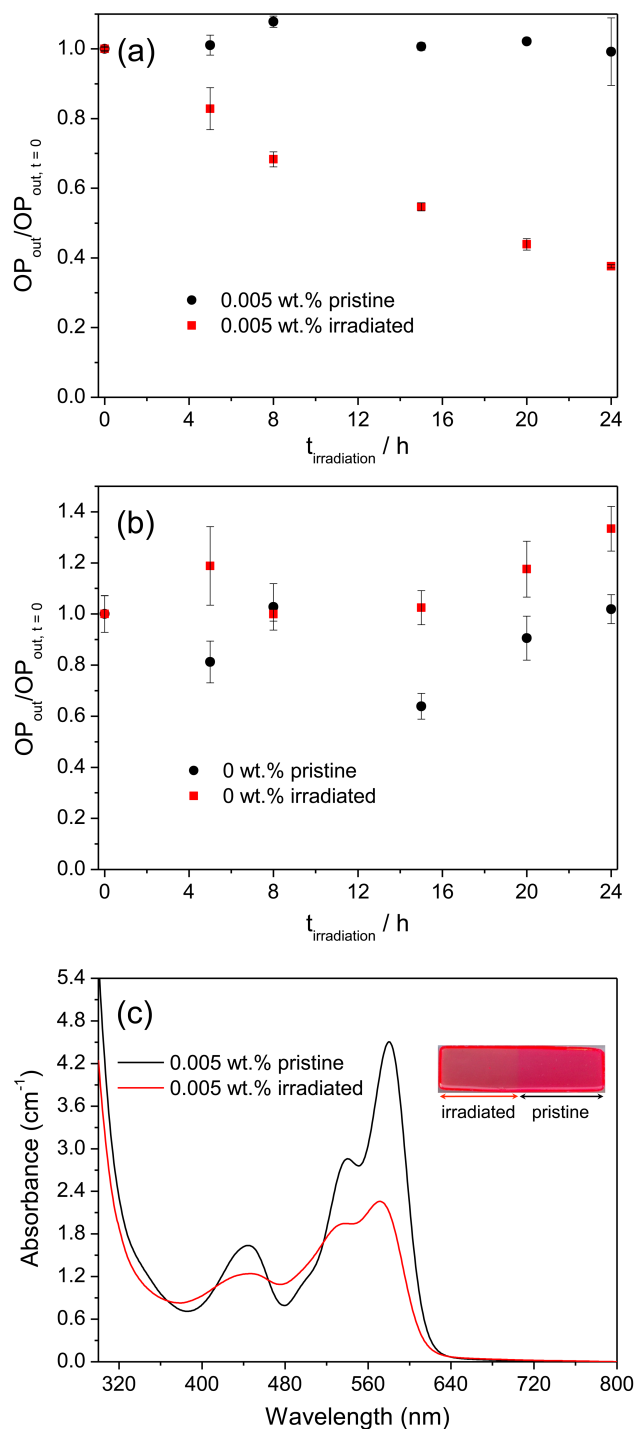 (a)
OP_out/OP_out, t = 0
1.0
0.8
0.6
0.4
0.2
0.0
0.005 wt.% pristine
0.005 wt.% irradiated
0 4 8 12 16 20 24
t_irradiation / h
(b)
OP_out/OP_out, t = 0
1.4
1.2
1.0
0.8
0.6
0.4
0.2
0.0
0 wt.% pristine
0 wt.% irradiated
0 4 8 12 16 20 24
t_irradiation / h
(c)
Absorbance (cm⁻¹)
5.4
4.8
4.2
3.6
3.0
2.4
1.8
1.2
0.6
0.0
0.005 wt.% pristine
0.005 wt.% irradiated
irradiated pristine
320 400 480 560 640 720 800
Wavelength (nm)